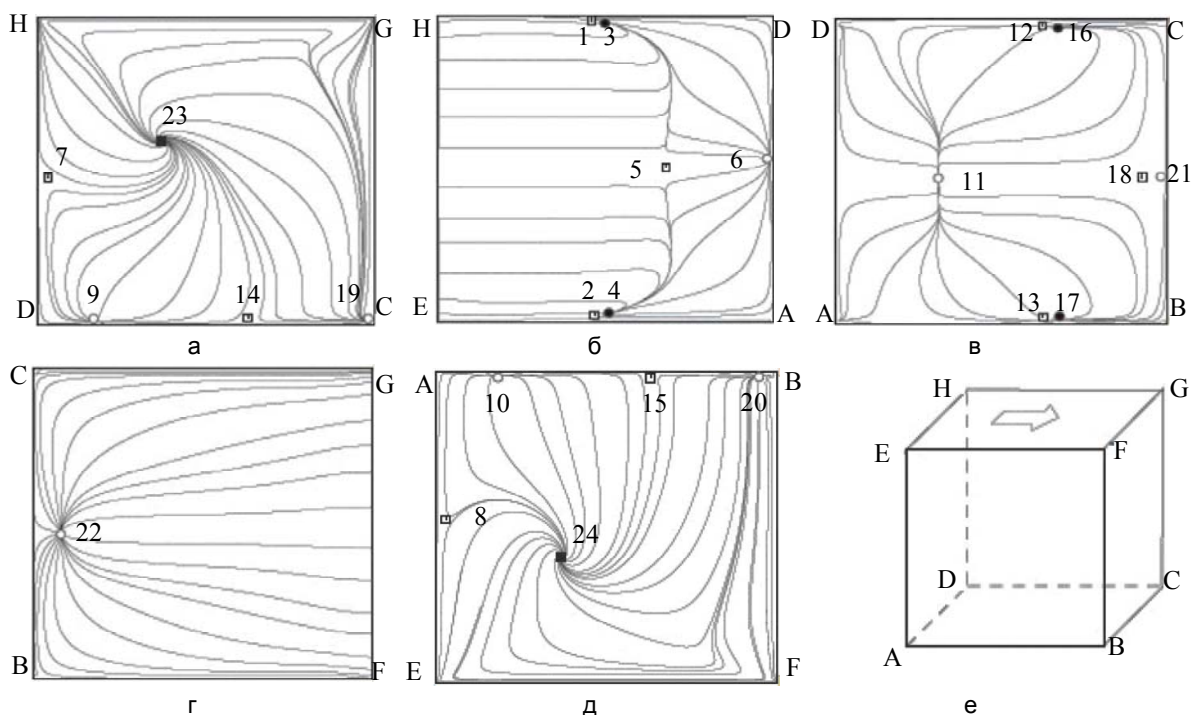 H G
23
7
D 9 14 19 C
а
H 1 3 D
5 6
E 2 4 A
б
D 12 16 C
11 18 21
A 13 17 B
в
C G
22
B F
г
A 10 15 20 B
8 24
E F
д
H G
E F
D C
A B
е